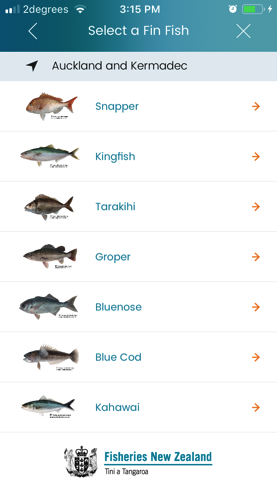 2degrees 3:15 PM
Select a Fin Fish
Auckland and Kermadec
Snapper
Kingfish
Tarakihi
Groper
Bluenose
Blue Cod
Kahawai
Fisheries New Zealand
Tini a Tangaroa